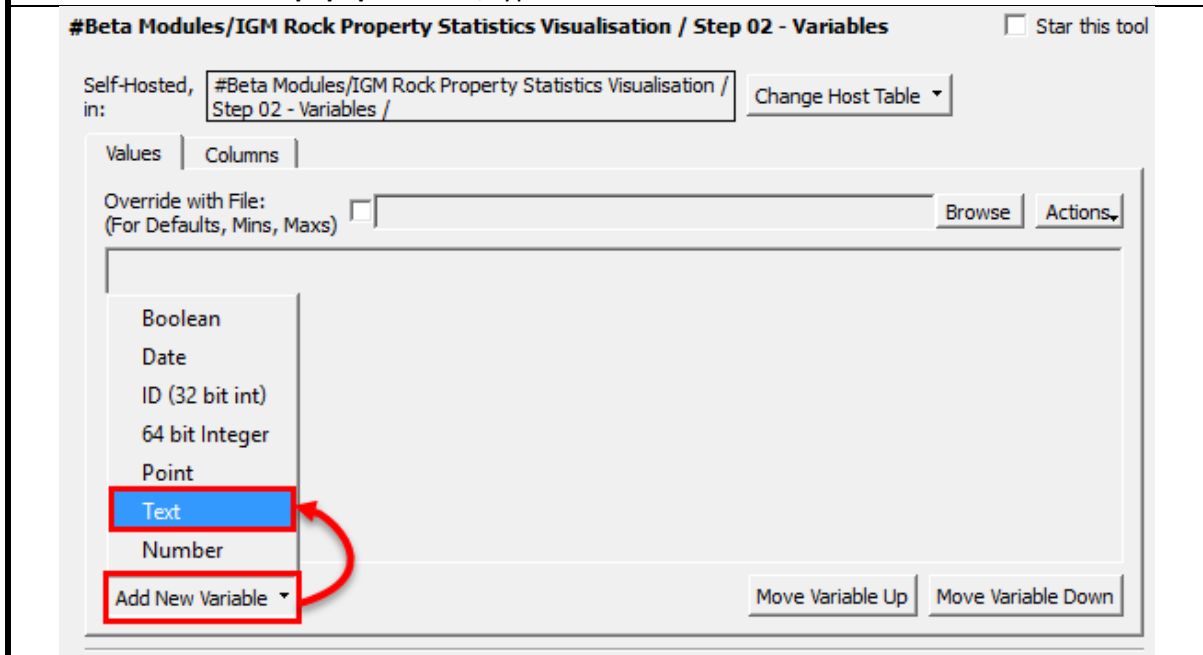 #Beta Modules/IGM Rock Property Statistics Visualisation / Step 02 - Variables
Star this tool
Self-Hosted, in:
#Beta Modules/IGM Rock Property Statistics Visualisation /
Step 02 - Variables /
Change Host Table
Values
Columns
Override with File:
(For Defaults, Mins, Maxs)
Browse
Actions
Boolean
Date
ID (32 bit int)
64 bit Integer
Point
Text
Number
Add New Variable
Move Variable Up
Move Variable Down